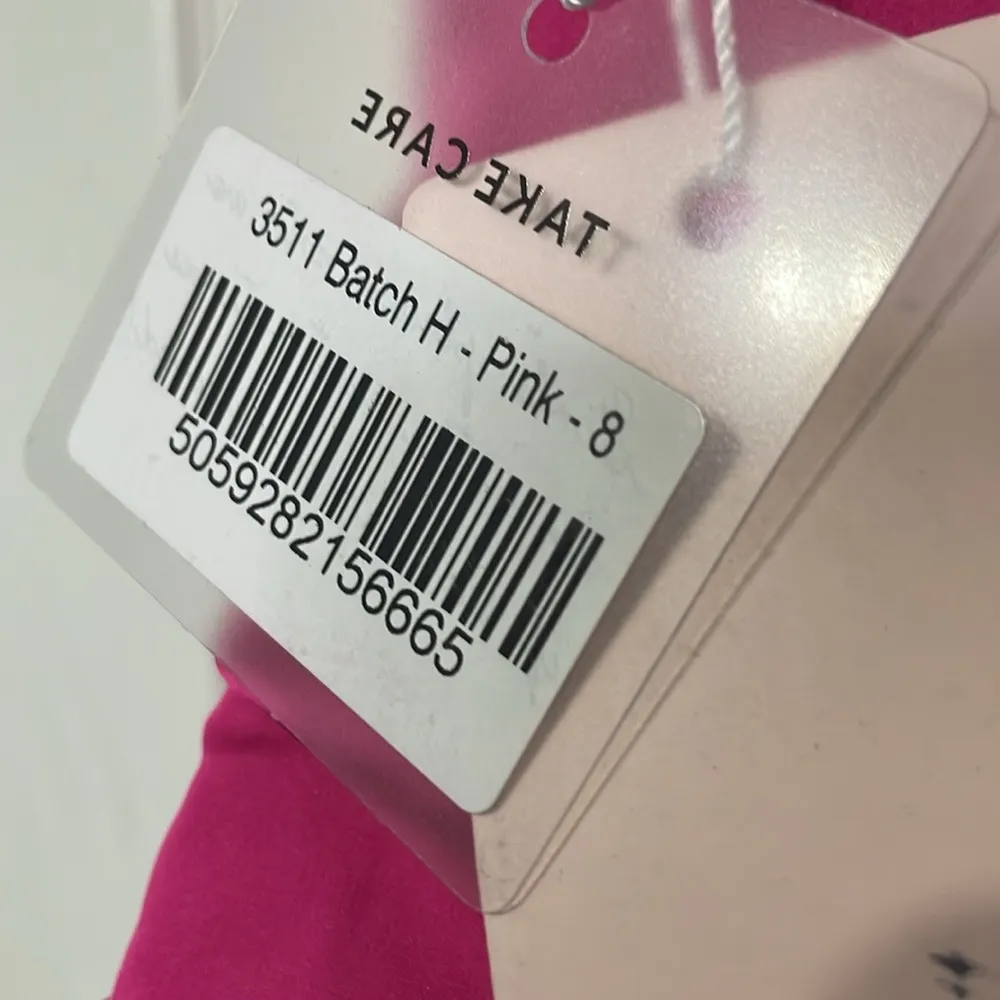 TAKE CARE
3511 Batch H - Pink - 8
5059282156665